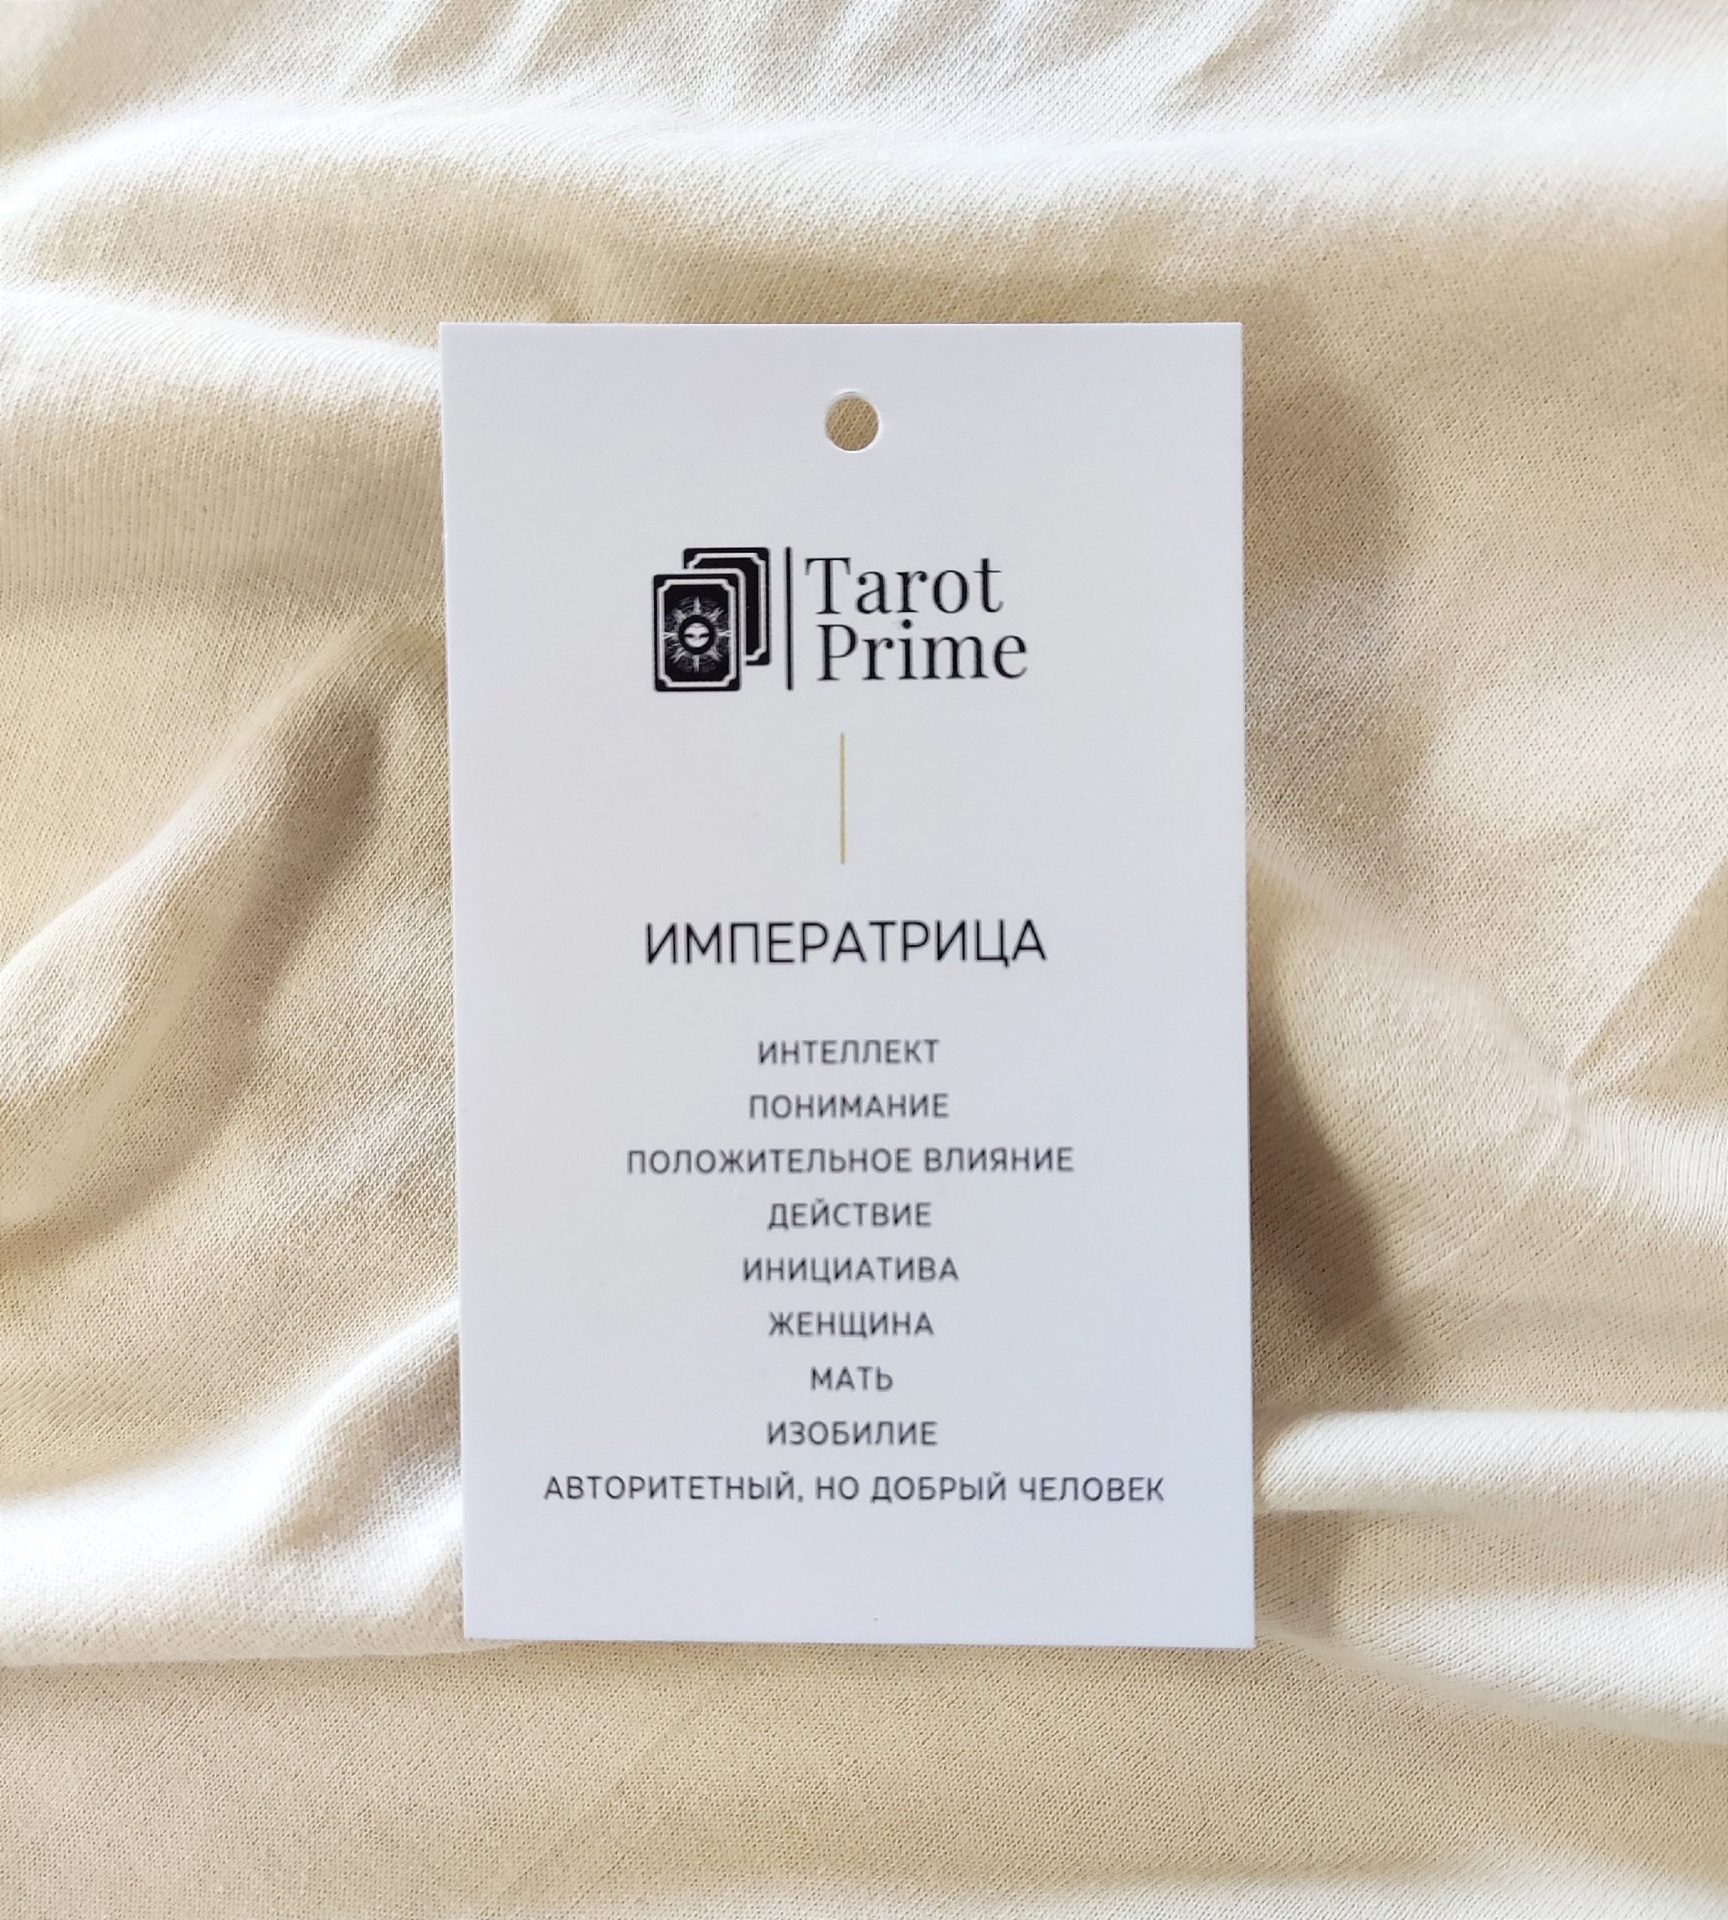 Tarot
Prime
ИМПЕРАТРИЦА
ИНТЕЛЛЕКТ
ПОНИМАНИЕ
ПОЛОЖИТЕЛЬНОЕ ВЛИЯНИЕ
ДЕЙСТВИЕ
ИНИЦИАТИВА
ЖЕНЩИНА
МАТЬ
ИЗОБИЛИЕ
АВТОРИТЕТНЫЙ, НО ДОБРЫЙ ЧЕЛОВЕК